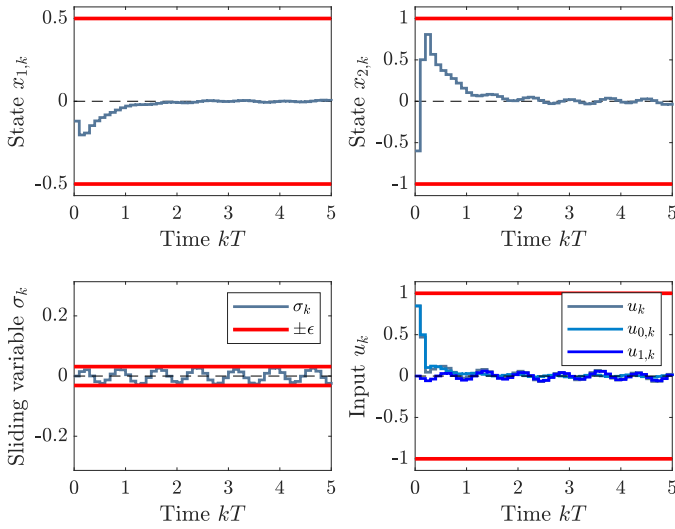 State x1,k
0.5
0
-0.5
0 1 2 3 4 5
Time kT
State x2,k
1
0.5
0
-0.5
-1
0 1 2 3 4 5
Time kT
Sliding variable σk
0.2
0
-0.2
0 1 2 3 4 5
Time kT
σk
±ϵ
Input uk
1
0.5
0
-0.5
-1
0 1 2 3 4 5
Time kT
uk
u0,k
u1,k